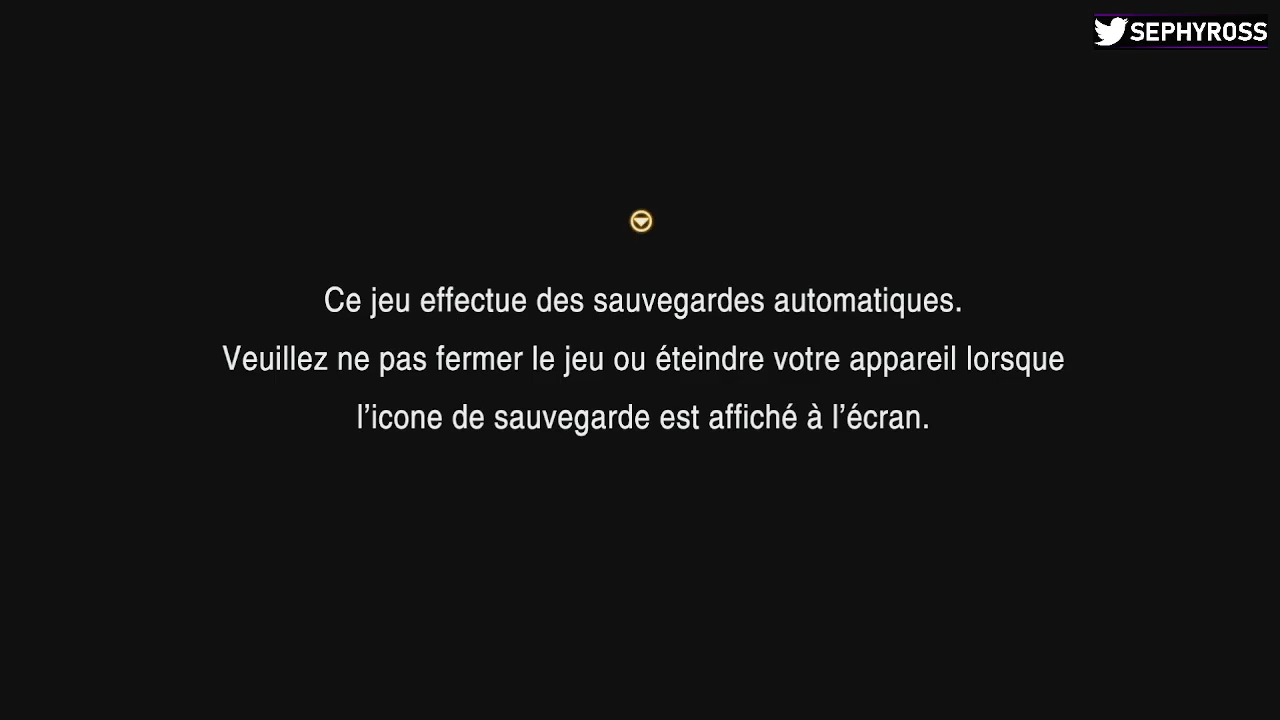 SEPHYROSS
Ce jeu effectue des sauvegardes automatiques.
Veuillez ne pas fermer le jeu ou éteindre votre appareil lorsque
l’icone de sauvegarde est affiché à l’écran.